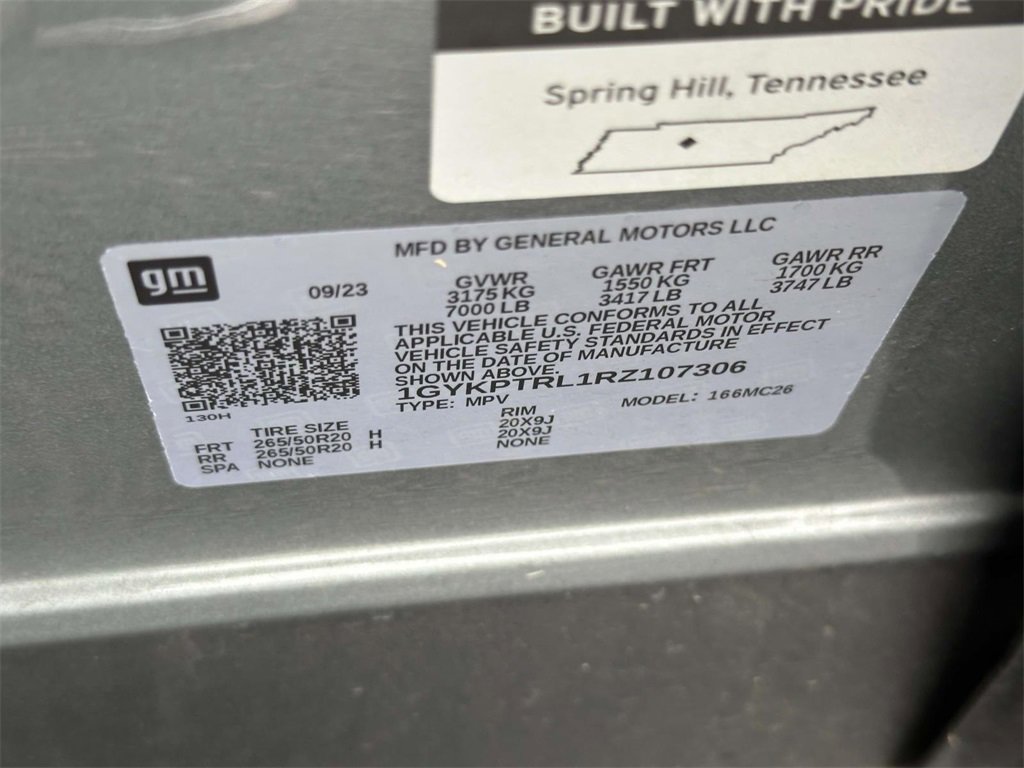 BUILT WITH PRIDE
Spring Hill, Tennessee
gm
MFD BY GENERAL MOTORS LLC
09/23
GVWR GAWR FRT GAWR RR
3175 KG 1550 KG 1700 KG
7000 LB 3417 LB 3747 LB
THIS VEHICLE CONFORMS TO ALL
APPLICABLE U.S. FEDERAL MOTOR
VEHICLE SAFETY STANDARDS IN EFFECT
ON THE DATE OF MANUFACTURE
SHOWN ABOVE.
1GYKPTRL1RZ107306
TYPE: MPV MODEL: 166MC26
130H
TIRE SIZE RIM
FRT 265/50R20 H 20X9J
RR 265/50R20 H 20X9J
SPA NONE NONE